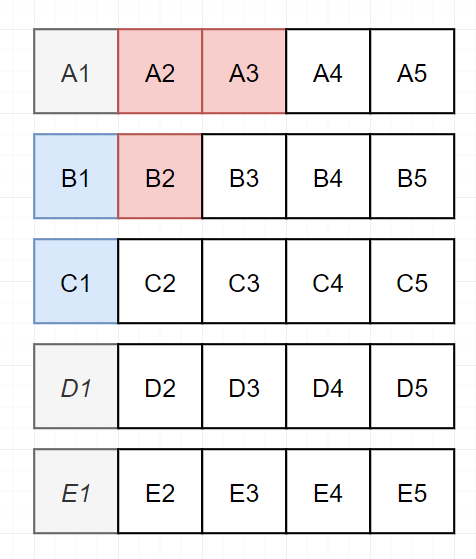 A1 A2 A3 A4 A5
B1 B2 B3 B4 B5
C1 C2 C3 C4 C5
D1 D2 D3 D4 D5
E1 E2 E3 E4 E5